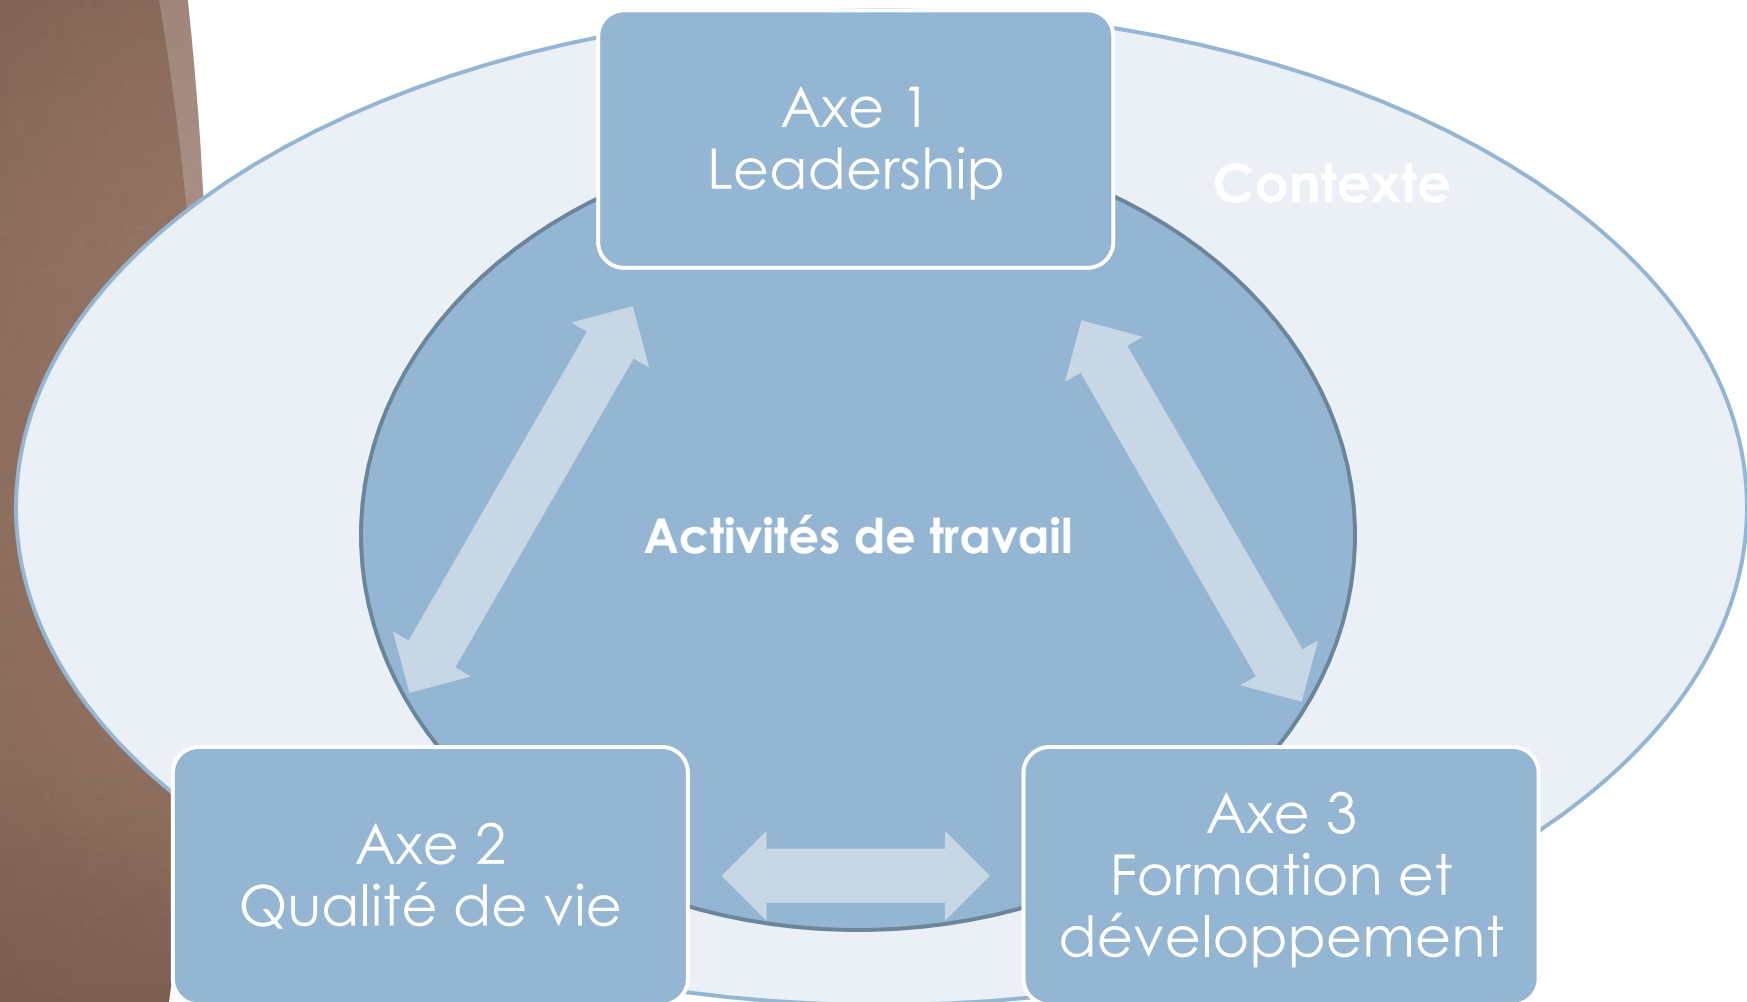 Axe 1
Leadership
Contexte
Activités de travail
Axe 2
Qualité de vie
Axe 3
Formation et
développement